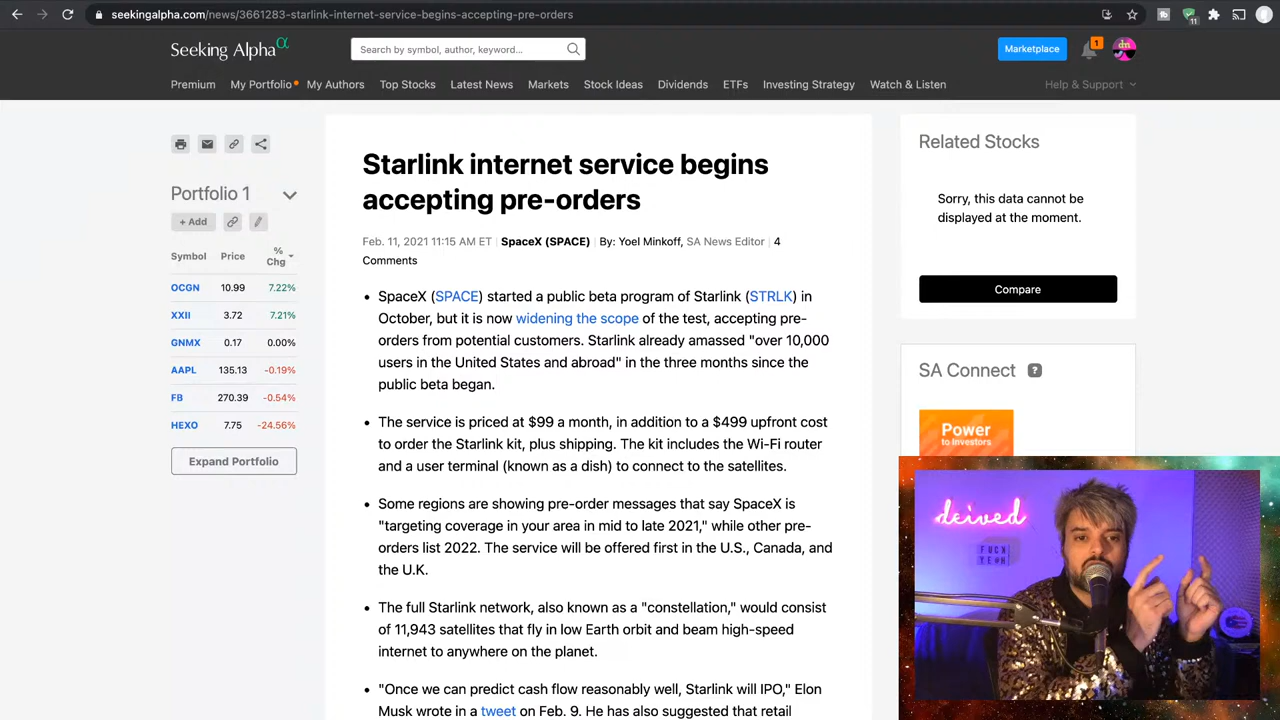 seekingalpha.com/news/3661283-starlink-internet-service-begins-accepting-pre-orders
11
Seeking Alpha α
Search by symbol, author, keyword...
Marketplace
1
dm
Premium My Portfolio My Authors Top Stocks Latest News Markets Stock Ideas Dividends ETFs Investing Strategy Watch & Listen Help & Support
Portfolio 1
+ Add
Symbol Price % Chg
OCGN 10.99 7.22%
XXII 3.72 7.21%
GNMX 0.17 0.00%
AAPL 135.13 -0.19%
FB 270.39 -0.54%
HEXO 7.75 -24.56%
Expand Portfolio
Starlink internet service begins
accepting pre-orders
Feb. 11, 2021 11:15 AM ET | SpaceX (SPACE) | By: Yoel Minkoff, SA News Editor | 4
Comments
• SpaceX (SPACE) started a public beta program of Starlink (STRLK) in
October, but it is now widening the scope of the test, accepting pre-
orders from potential customers. Starlink already amassed "over 10,000
users in the United States and abroad" in the three months since the
public beta began.
• The service is priced at $99 a month, in addition to a $499 upfront cost
to order the Starlink kit, plus shipping. The kit includes the Wi-Fi router
and a user terminal (known as a dish) to connect to the satellites.
• Some regions are showing pre-order messages that say SpaceX is
"targeting coverage in your area in mid to late 2021," while other pre-
orders list 2022. The service will be offered first in the U.S., Canada, and
the U.K.
• The full Starlink network, also known as a "constellation," would consist
of 11,943 satellites that fly in low Earth orbit and beam high-speed
internet to anywhere on the planet.
• "Once we can predict cash flow reasonably well, Starlink will IPO," Elon
Musk wrote in a tweet on Feb. 9. He has also suggested that retail
Related Stocks
Sorry, this data cannot be
displayed at the moment.
Compare
SA Connect ?
Power
to Investors
deived
FUCK
YEAH